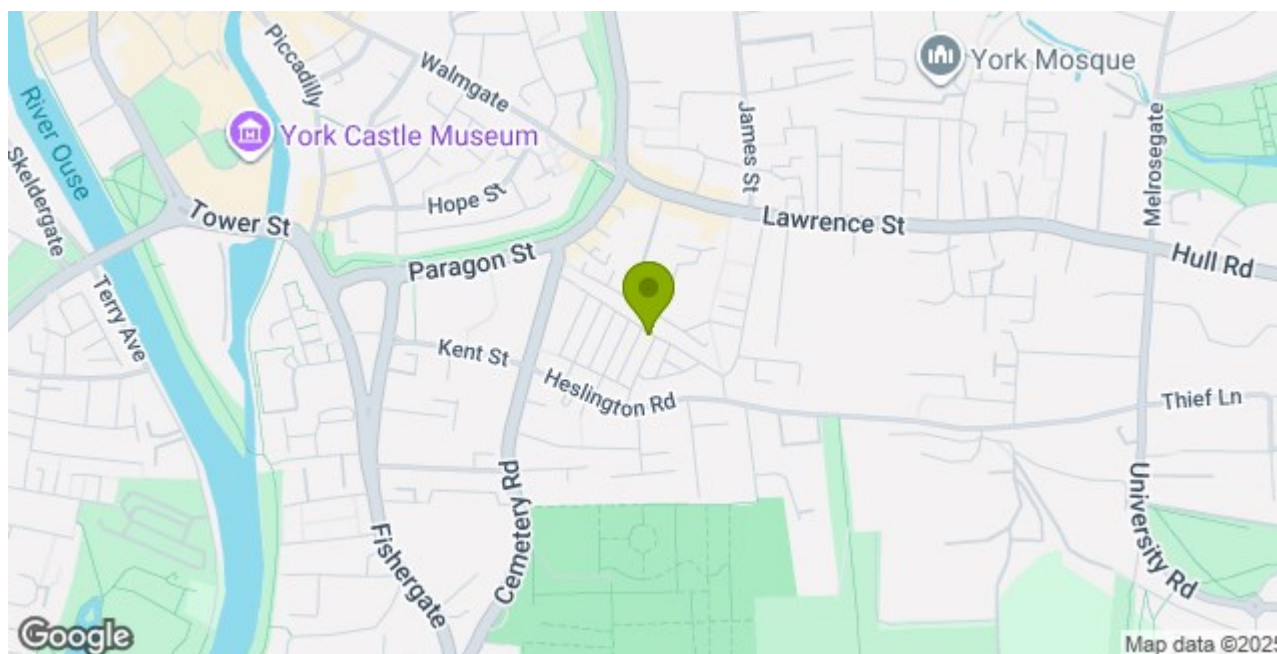 Piccadilly
Walmgate
York Mosque
River Ouse
York Castle Museum
James St
Melrosegate
Skeldergate
Hope St
Tower St
Lawrence St
Paragon St
Hull Rd
Terry Ave
Kent St
Heslington Rd
Thief Ln
Cemetery Rd
University Rd
Fishergate
Google
Map data ©2025